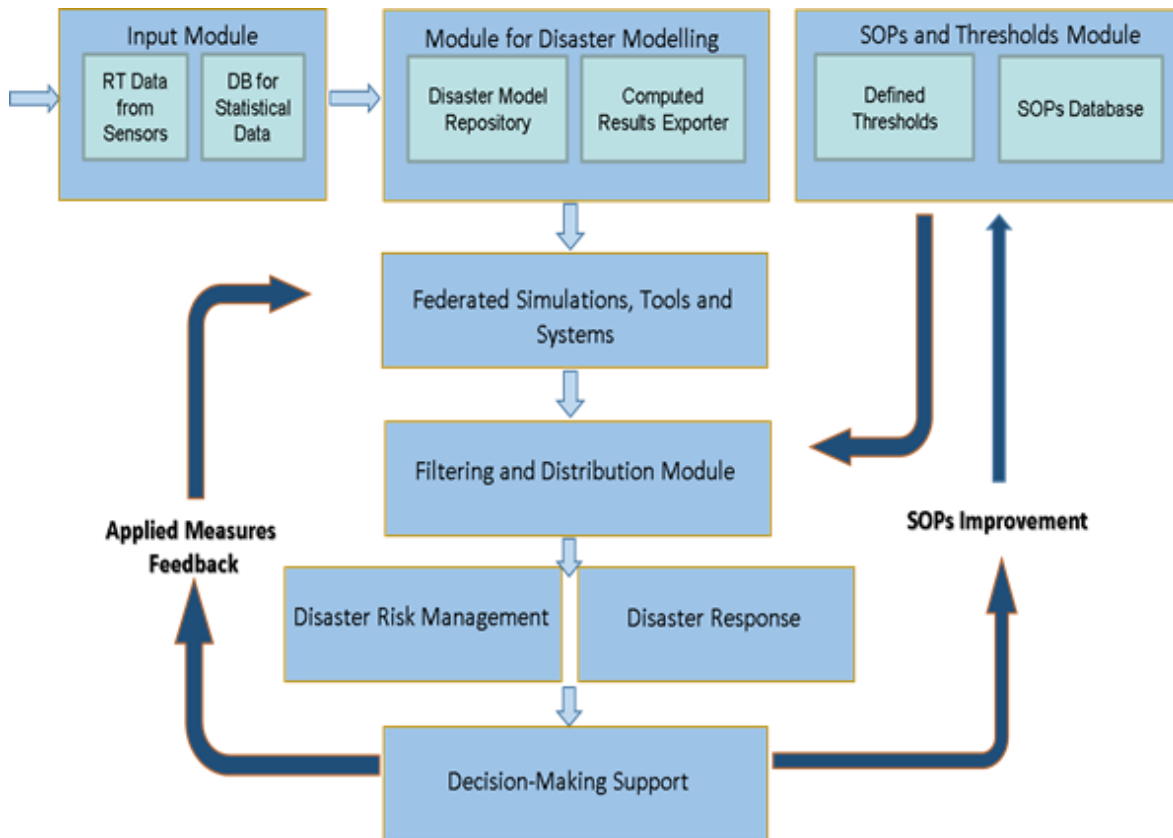 Input Module
RT Data
from
Sensors
DB for
Statistical
Data
Module for Disaster Modelling
Disaster Model
Repository
Computed
Results Exporter
SOPs and Thresholds Module
Defined
Thresholds
SOPs Database
Federated Simulations, Tools and
Systems
Filtering and Distribution Module
Applied Measures
Feedback
SOPs Improvement
Disaster Risk Management
Disaster Response
Decision-Making Support